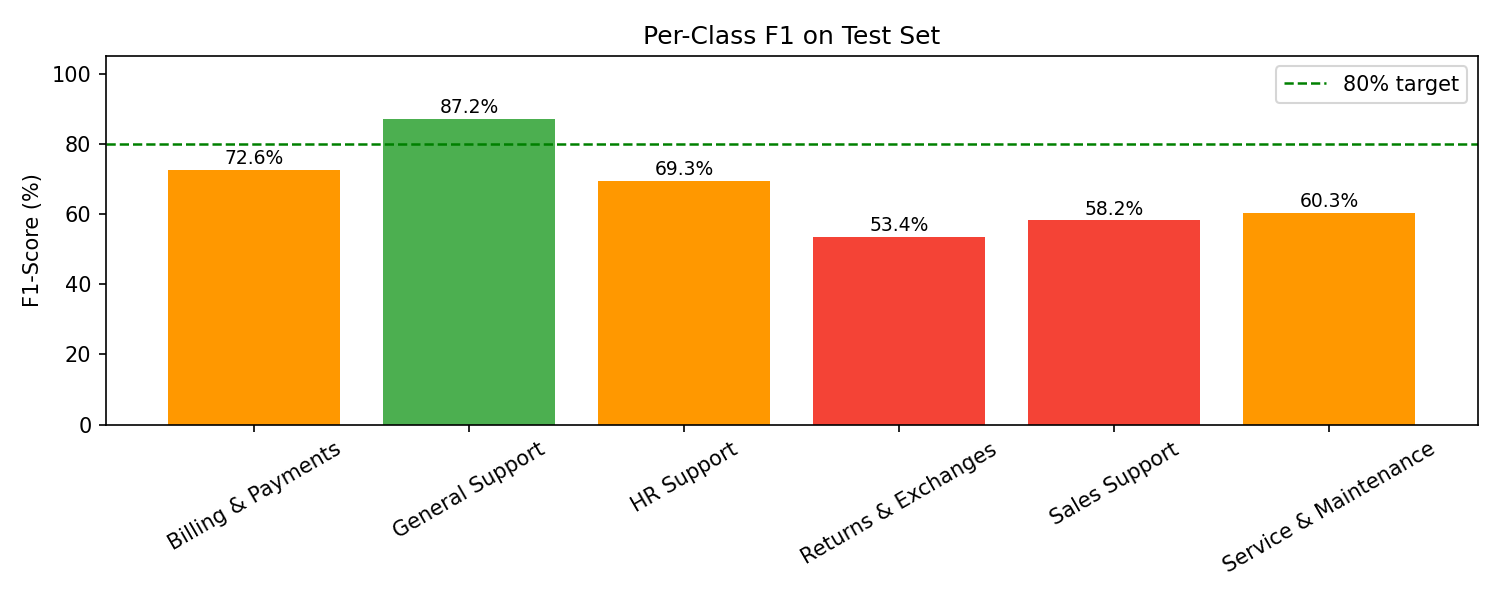 Per-Class F1 on Test Set
80% target
F1-Score (%)
100
80
60
40
20
0
72.6%
87.2%
69.3%
53.4%
58.2%
60.3%
Billing & Payments
General Support
HR Support
Returns & Exchanges
Sales Support
Service & Maintenance